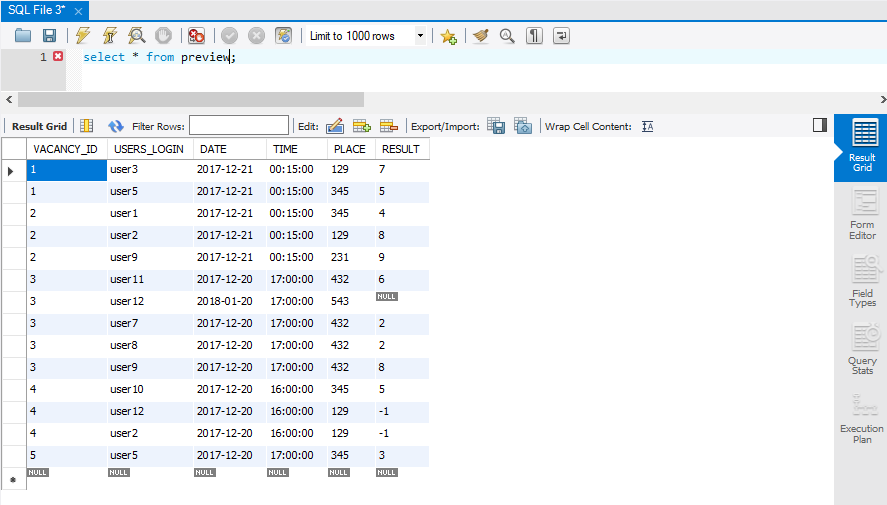 SQL File 3*
Limit to 1000 rows
1 select * from preview;
Result Grid Filter Rows: Edit: Export/Import: Wrap Cell Content:
VACANCY_ID USERS_LOGIN DATE TIME PLACE RESULT
1 user3 2017-12-21 00:15:00 129 7
1 user5 2017-12-21 00:15:00 345 5
2 user1 2017-12-21 00:15:00 345 4
2 user2 2017-12-21 00:15:00 129 8
2 user9 2017-12-21 00:15:00 231 9
3 user11 2017-12-20 17:00:00 432 6
3 user12 2018-01-20 17:00:00 543 NULL
3 user7 2017-12-20 17:00:00 432 2
3 user8 2017-12-20 17:00:00 432 2
3 user9 2017-12-20 17:00:00 432 8
4 user10 2017-12-20 16:00:00 345 5
4 user12 2017-12-20 16:00:00 129 -1
4 user2 2017-12-20 16:00:00 129 -1
5 user5 2017-12-20 17:00:00 345 3
NULL NULL NULL NULL NULL NULL
Result
Grid
Form
Editor
Field
Types
Query
Stats
Execution
Plan